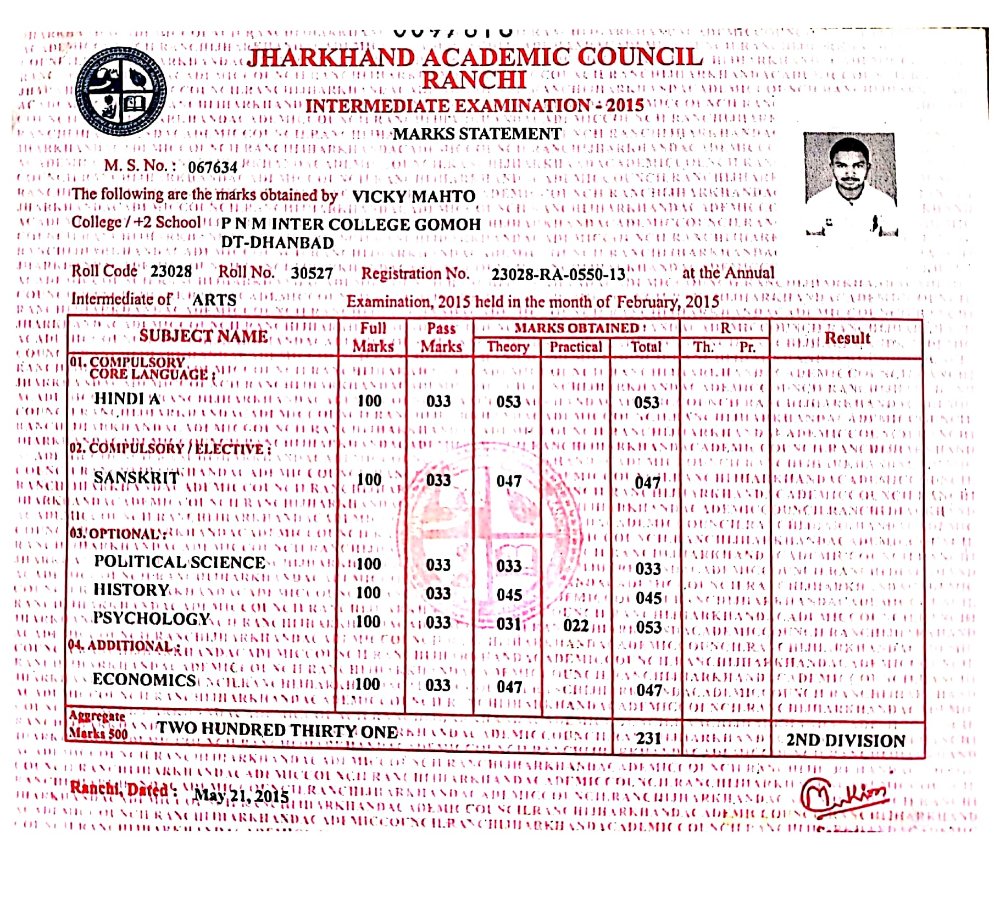 JHARKHAND ACADEMIC COUNCIL
RANCHI
INTERMEDIATE EXAMINATION - 2015
MARKS STATEMENT
M. S. No. : 067634
The following are the marks obtained by VICKY MAHTO
College / +2 School P N M INTER COLLEGE GOMOH
DT-DHANBAD
Roll Code 23028 Roll No. 30527 Registration No. 23028-RA-0550-13 at the Annual
Intermediate of ARTS Examination, 2015 held in the month of February, 2015
SUBJECT NAME Full Marks Pass Marks MARKS OBTAINED : R Result
Theory Practical Total Th. Pr.
01. COMPULSORY
CORE LANGUAGE :
HINDI A 100 033 053 053
02. COMPULSORY / ELECTIVE :
SANSKRIT 100 033 047 047
03. OPTIONAL :
POLITICAL SCIENCE 100 033 033 033
HISTORY 100 033 045 045
PSYCHOLOGY 100 033 031 022 053
04. ADDITIONAL :
ECONOMICS 100 033 047 047
Aggregate
Marks 500 TWO HUNDRED THIRTY ONE 231 2ND DIVISION
Ranchi, Dated : May 21, 2015